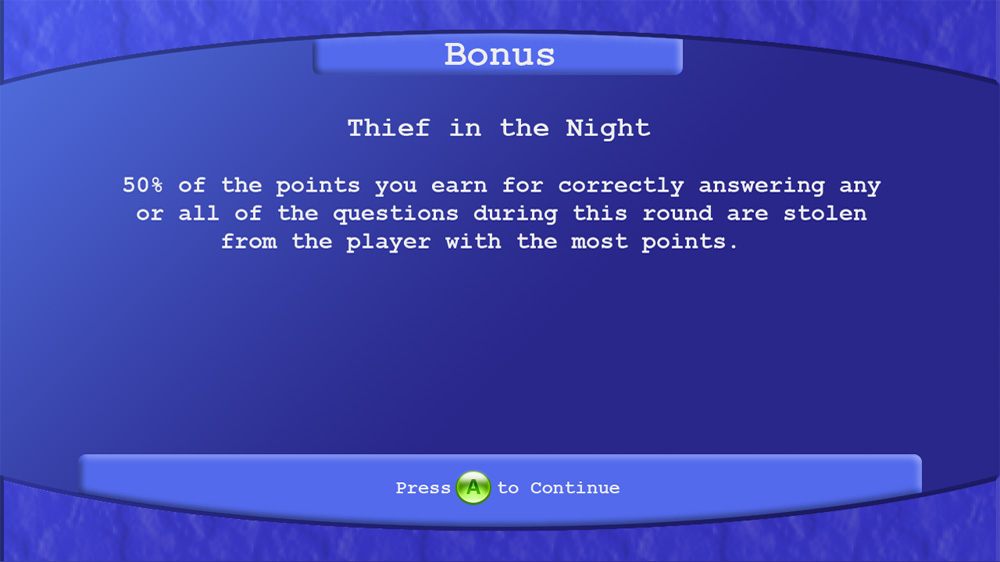 Bonus
Thief in the Night
50% of the points you earn for correctly answering any
or all of the questions during this round are stolen
from the player with the most points.
Press A to Continue